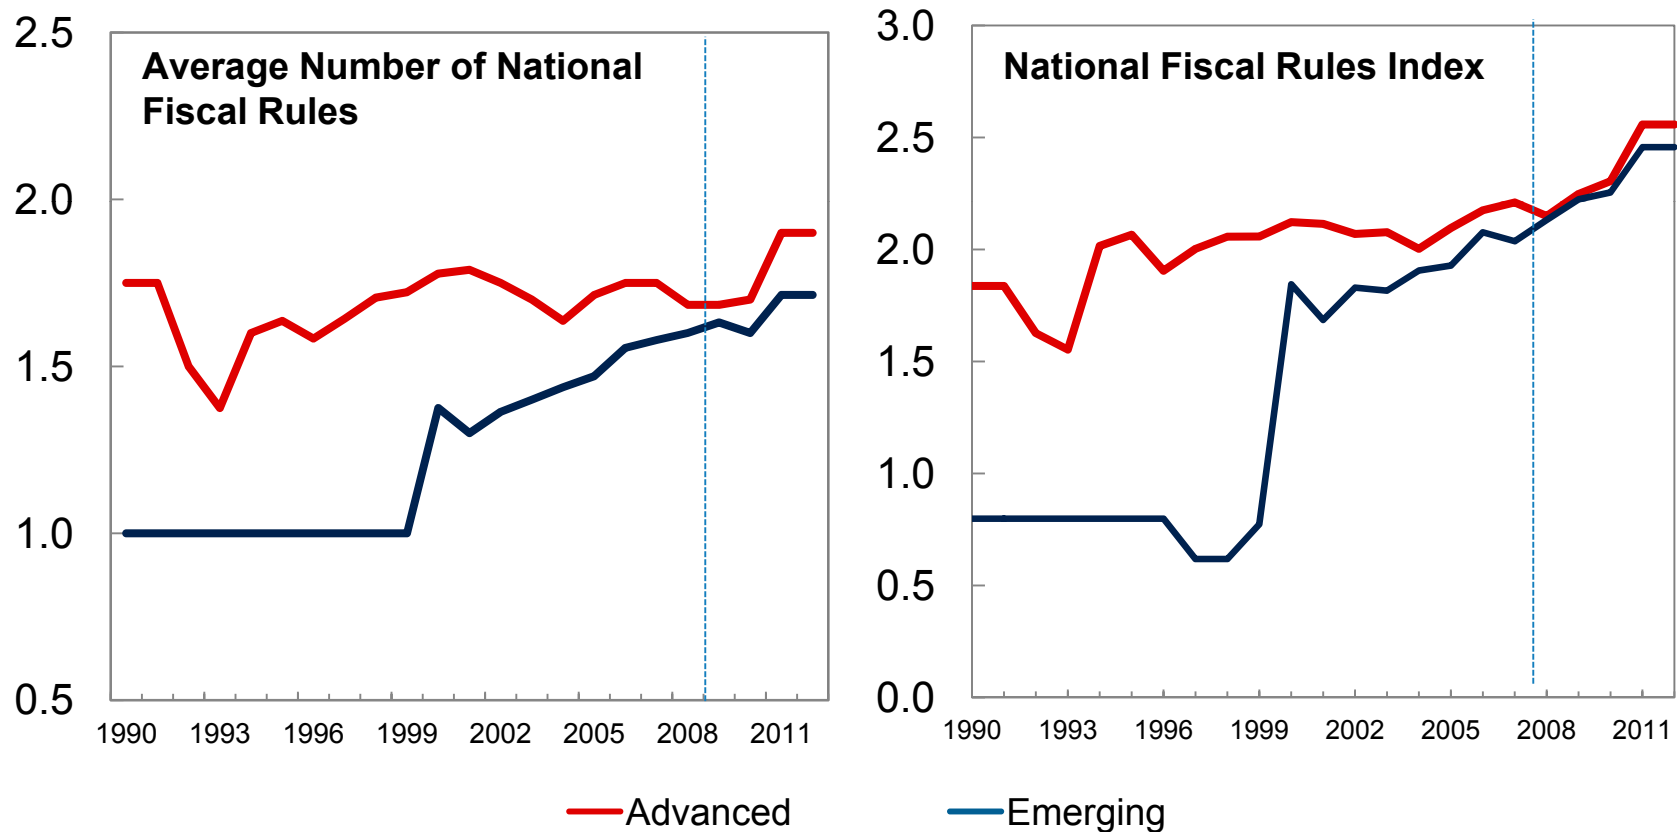 Average Number of National
Fiscal Rules
2.5
2.0
1.5
1.0
0.5
1990 1993 1996 1999 2002 2005 2008 2011
National Fiscal Rules Index
3.0
2.5
2.0
1.5
1.0
0.5
0.0
1990 1993 1996 1999 2002 2005 2008 2011
Advanced Emerging